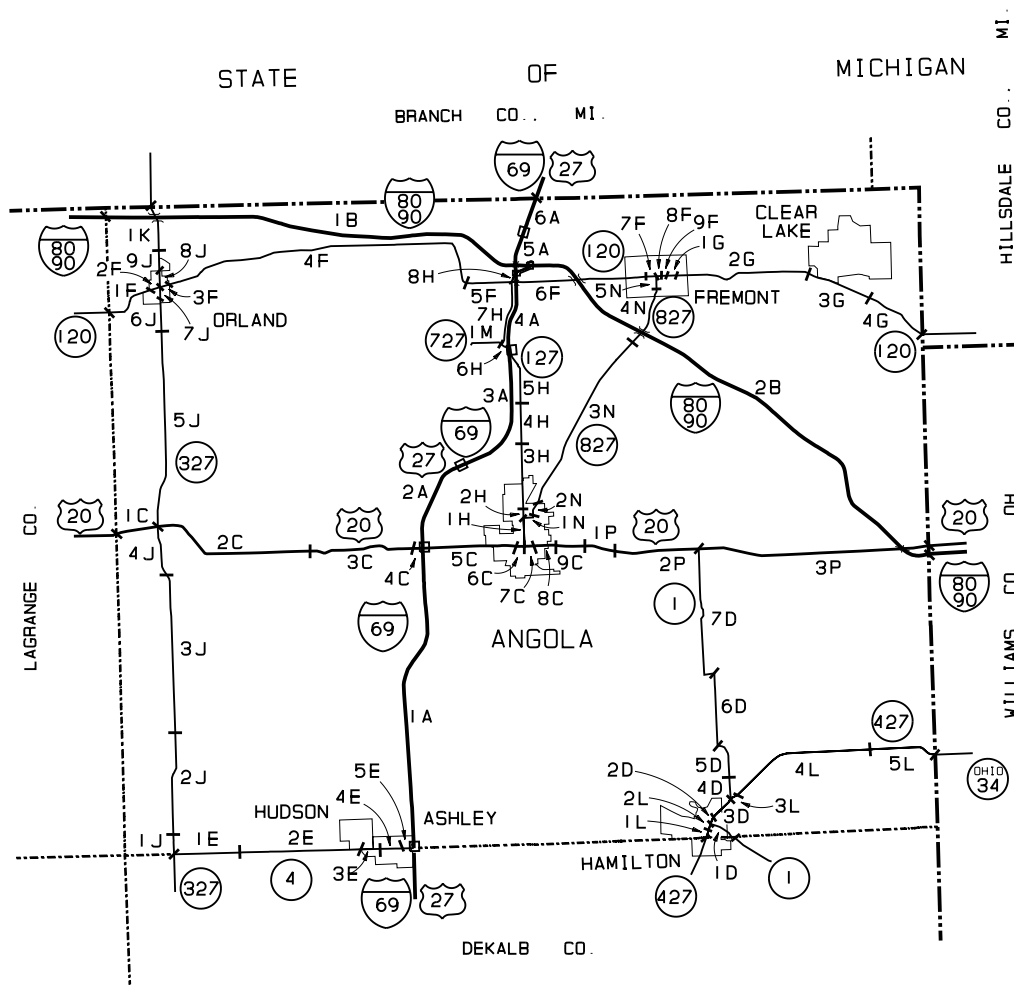 MI.
STATE OF MICHIGAN
BRANCH CO.. MI.
HILLSDALE CO..
69
27
80
90
6A
1B
80
90
CLEAR
LAKE
7F
8F
9F
1G
120
2G
1K
8J
9J
2F
1F
3F
6J
7J
ORLAND
4F
5A
8H
5F
6F
7H
4A
5N
4N
FREMONT
3G
4G
120
120
727
1M
6H
127
827
5H
3A
4H
3H
3N
827
80
90
2B
5J
327
69
27
2A
2H
1H
2N
1N
1P
20
1C
4J
2C
20
3C
4C
5C
6C
7C
8C
9C
20
2P
3P
20
80
90
LAGRANGE CO.
WILLIAMS CO OH
69
ANGOLA
1
7D
3J
1A
6D
427
5L
4L
OHIO
34
2J
2D
5D
4D
2L
1L
3D
3L
5E
4E
HUDSON
ASHLEY
1J
1E
2E
3E
327
4
69
27
HAMILTON
1D
427
1
DEKALB CO.